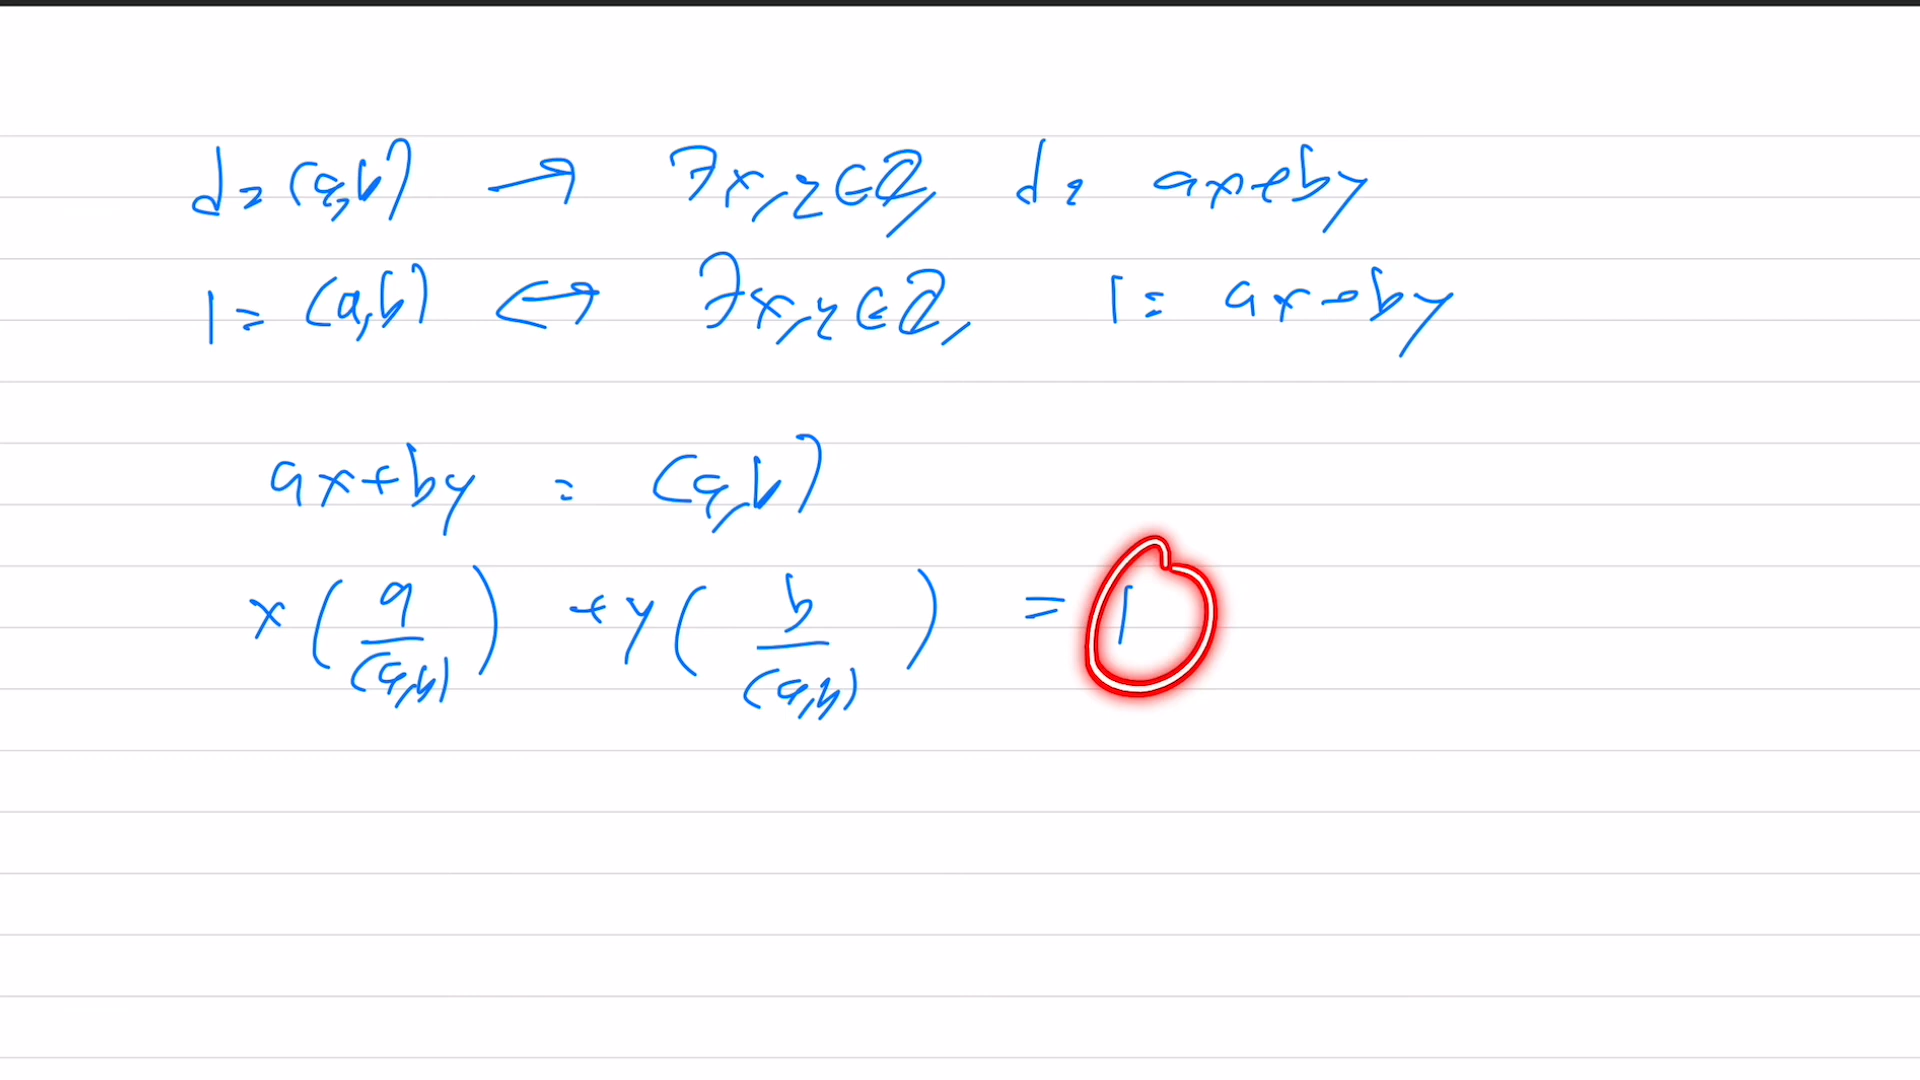 d = (a,b) → ∃x,y∈ℤ, d = ax+by
1 = (a,b) ↔ ∃x,y∈ℤ, 1 = ax+by
ax+by = (a,b)
x(a/(a,b)) + y(b/(a,b)) = 1